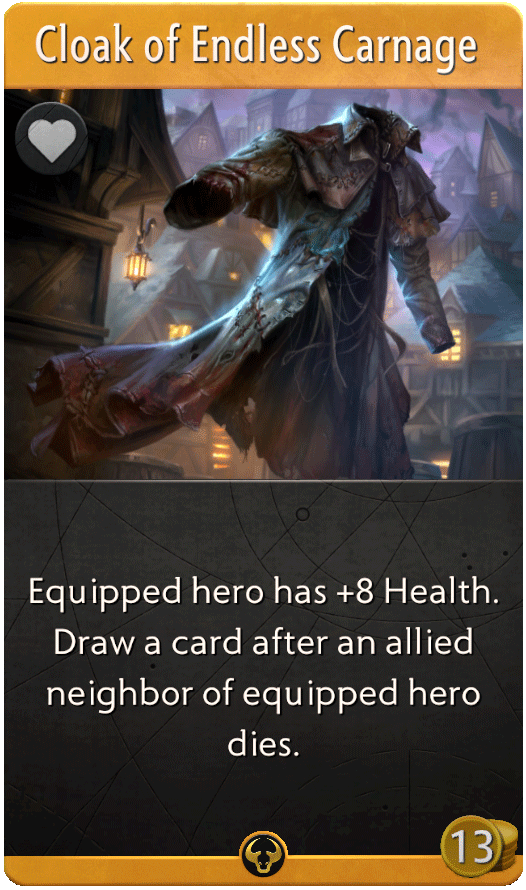 Cloak of Endless Carnage
Equipped hero has +8 Health.
Draw a card after an allied
neighbor of equipped hero
dies.
13